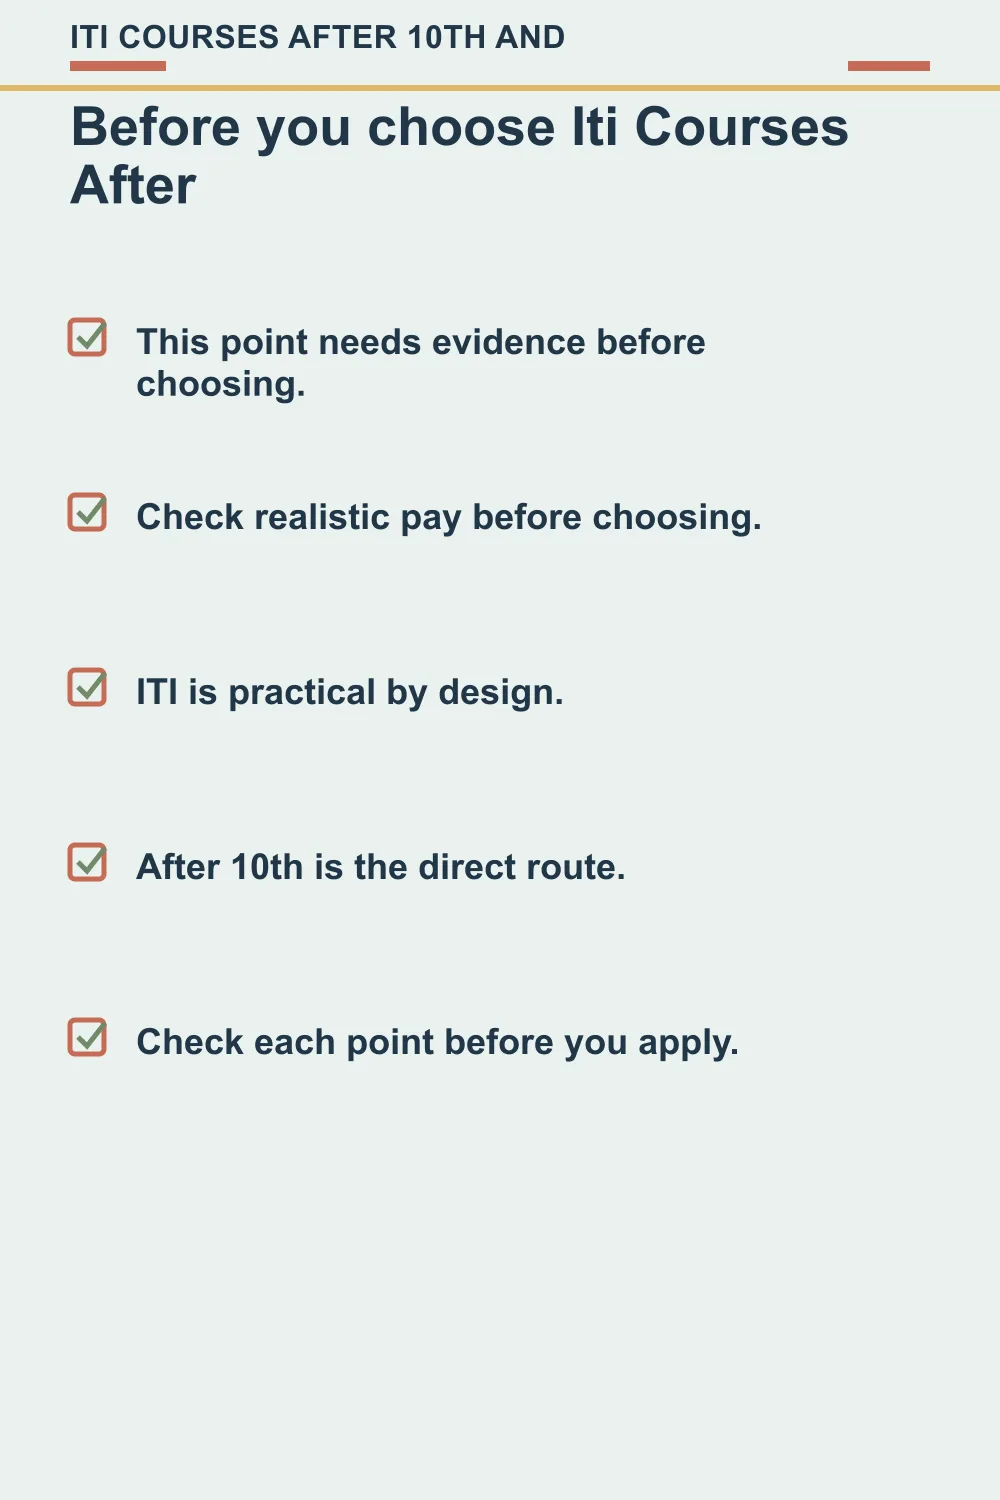 ITI COURSES AFTER 10TH AND
Before you choose Iti Courses
After
This point needs evidence before
choosing.
Check realistic pay before choosing.
ITI is practical by design.
After 10th is the direct route.
Check each point before you apply.